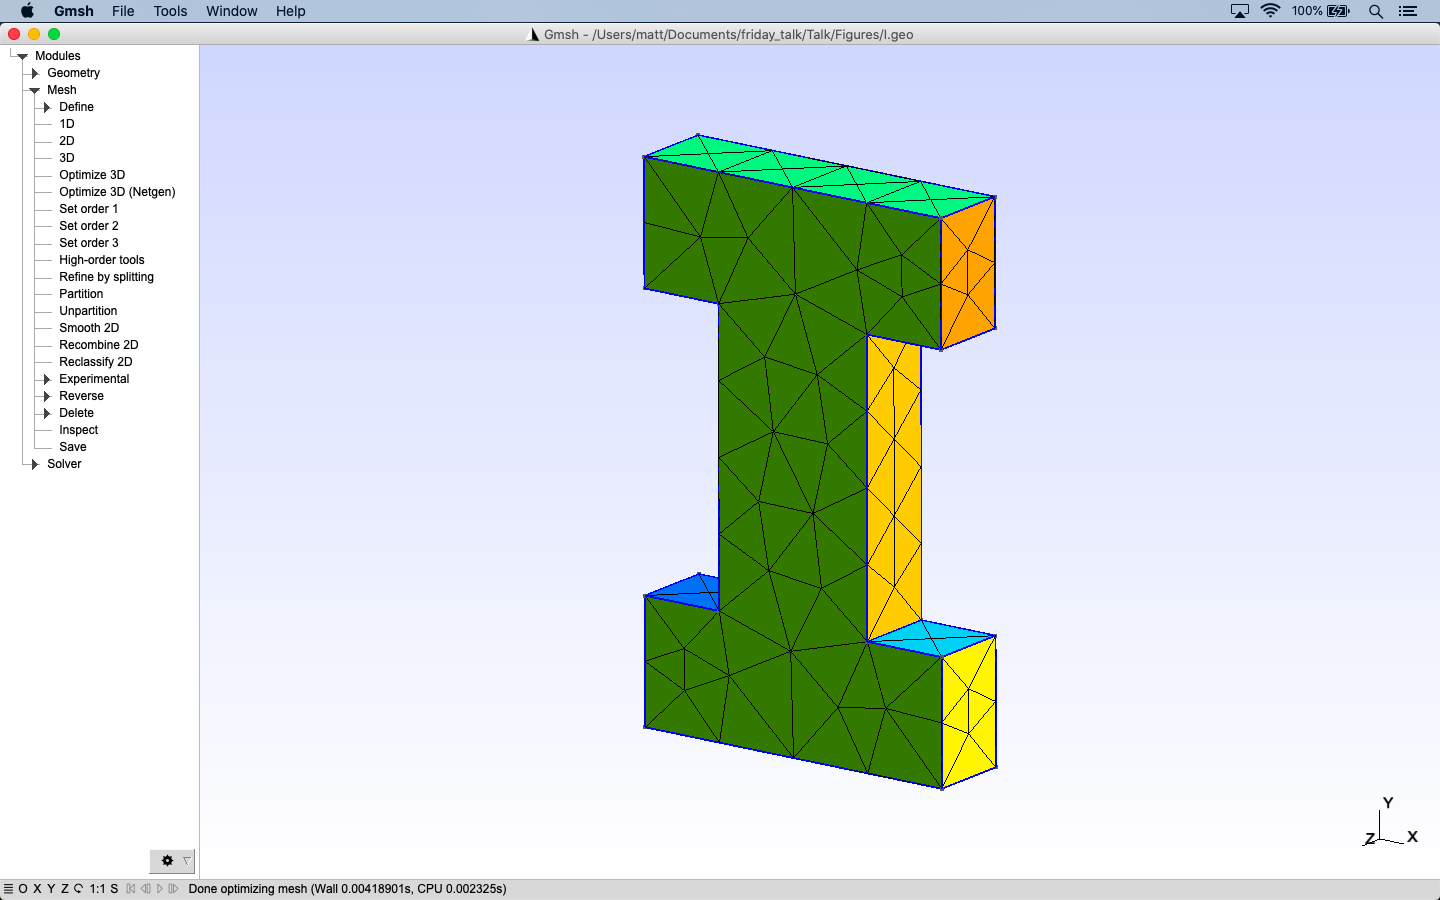 Gmsh File Tools Window Help 100%
Gmsh - /Users/matt/Documents/friday_talk/Talk/Figures/I.geo
Modules
Geometry
Mesh
Define
1D
2D
3D
Optimize 3D
Optimize 3D (Netgen)
Set order 1
Set order 2
Set order 3
High-order tools
Refine by splitting
Partition
Unpartition
Smooth 2D
Recombine 2D
Reclassify 2D
Experimental
Reverse
Delete
Inspect
Save
Solver
Y
Z X
O X Y Z 1:1 S Done optimizing mesh (Wall 0.00418901s, CPU 0.002325s)